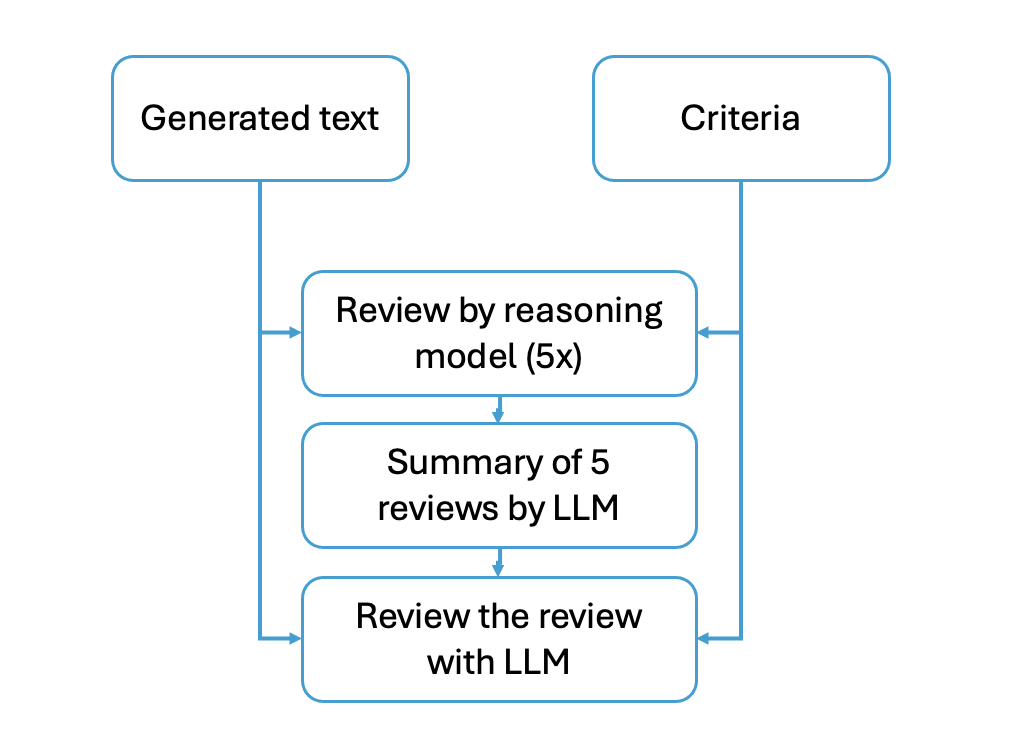 Generated text
Criteria
Review by reasoning
model (5x)
Summary of 5
reviews by LLM
Review the review
with LLM